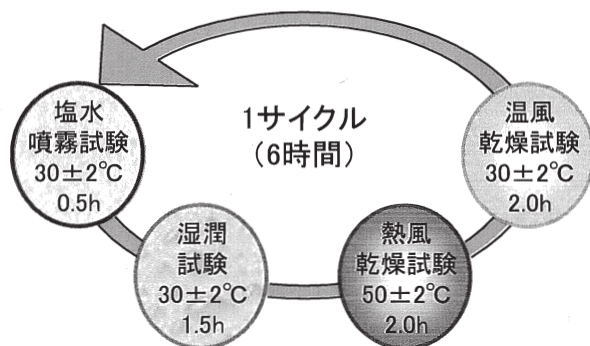 1サイクル
(6時間)
塩水
噴霧試験
30±2℃
0.5h
湿潤
試験
30±2℃
1.5h
熱風
乾燥試験
50±2℃
2.0h
温風
乾燥試験
30±2℃
2.0h